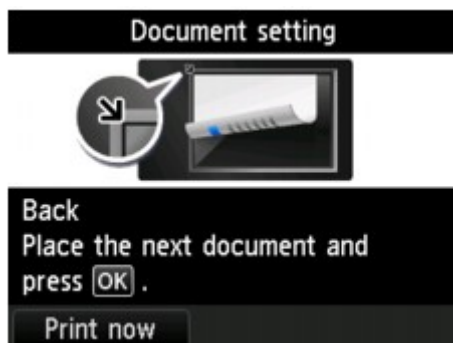 Document setting
Back
Place the next document and
press OK .
Print now